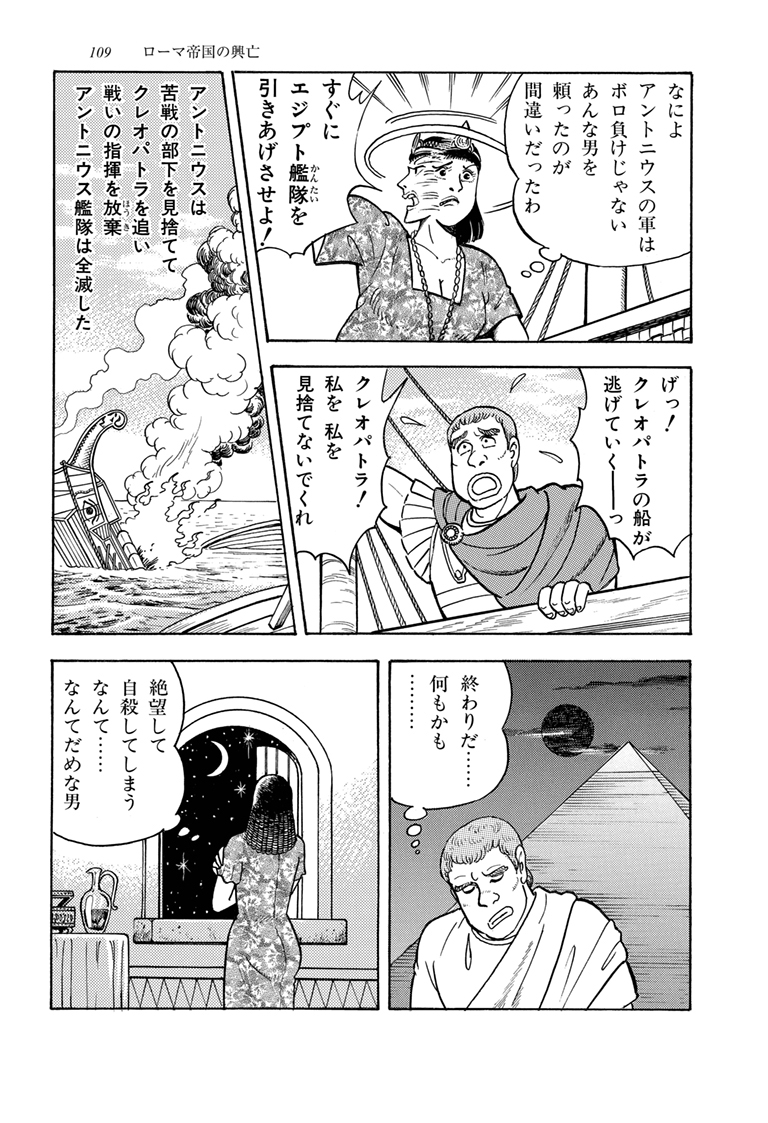 109 ローマ帝国の興亡
なによ
アントニウスの軍は
ボロ負けじゃない
あんな男を
頼ったのが
間違いだったわ
すぐに
エジプト艦隊を
かんたい
引きあげさせよ!
げっ!
クレオパトラの船が
逃げていく──っ
クレオパトラ!
私を 私を
見捨てないでくれ
アントニウスは
苦戦の部下を見捨てて
クレオパトラを追い
戦いの指揮を放棄
ほうき
アントニウス艦隊は全滅した
終わりだ……
何もかも
………
絶望して
自殺してしまう
なんて……
なんてだめな男